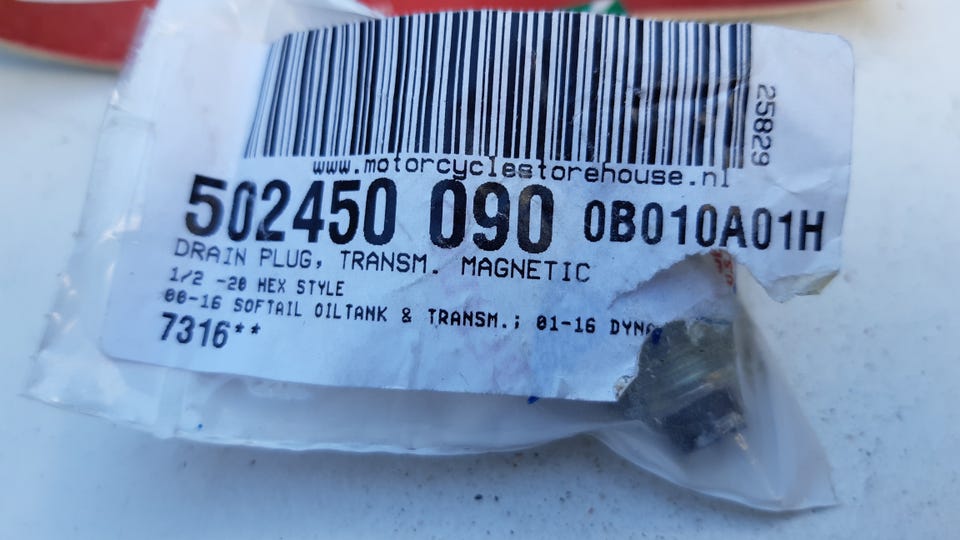 25829
www.motorcyclestorehouse.nl
502450 090 0B010A01H
DRAIN PLUG, TRANSM. MAGNETIC
1/2 -20 HEX STYLE
00-16 SOFTAIL OILTANK & TRANSM.; 01-16 DYNA
7316**